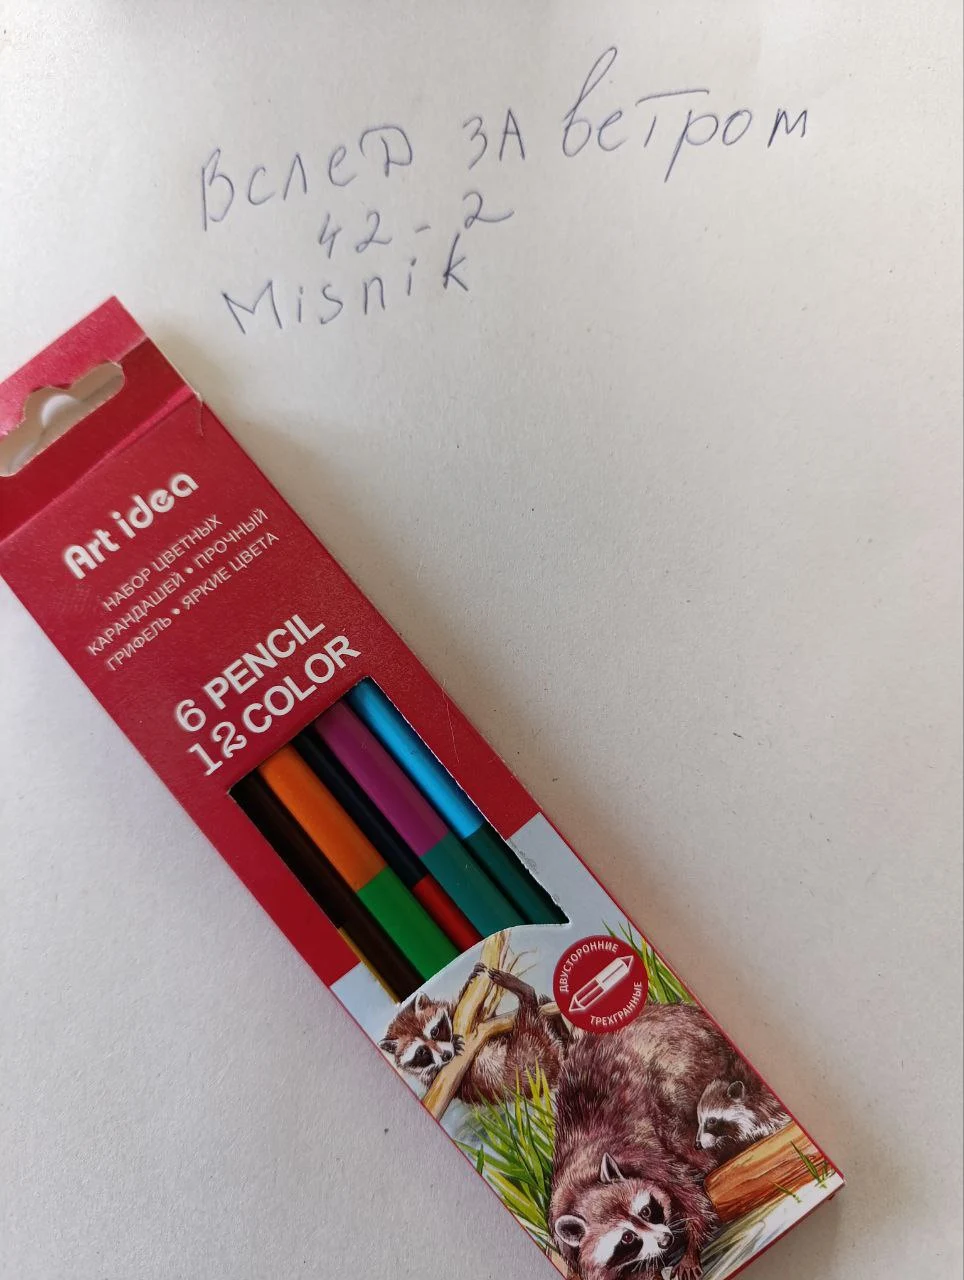 Вслед за ветром
42-2
Misnik
Art idea
НАБОР ЦВЕТНЫХ
КАРАНДАШЕЙ • ПРОЧНЫЙ
ГРИФЕЛЬ • ЯРКИЕ ЦВЕТА
6 PENCIL
12 COLOR
ДВУСТОРОННИЕ
ТРЕХГРАННЫЕ